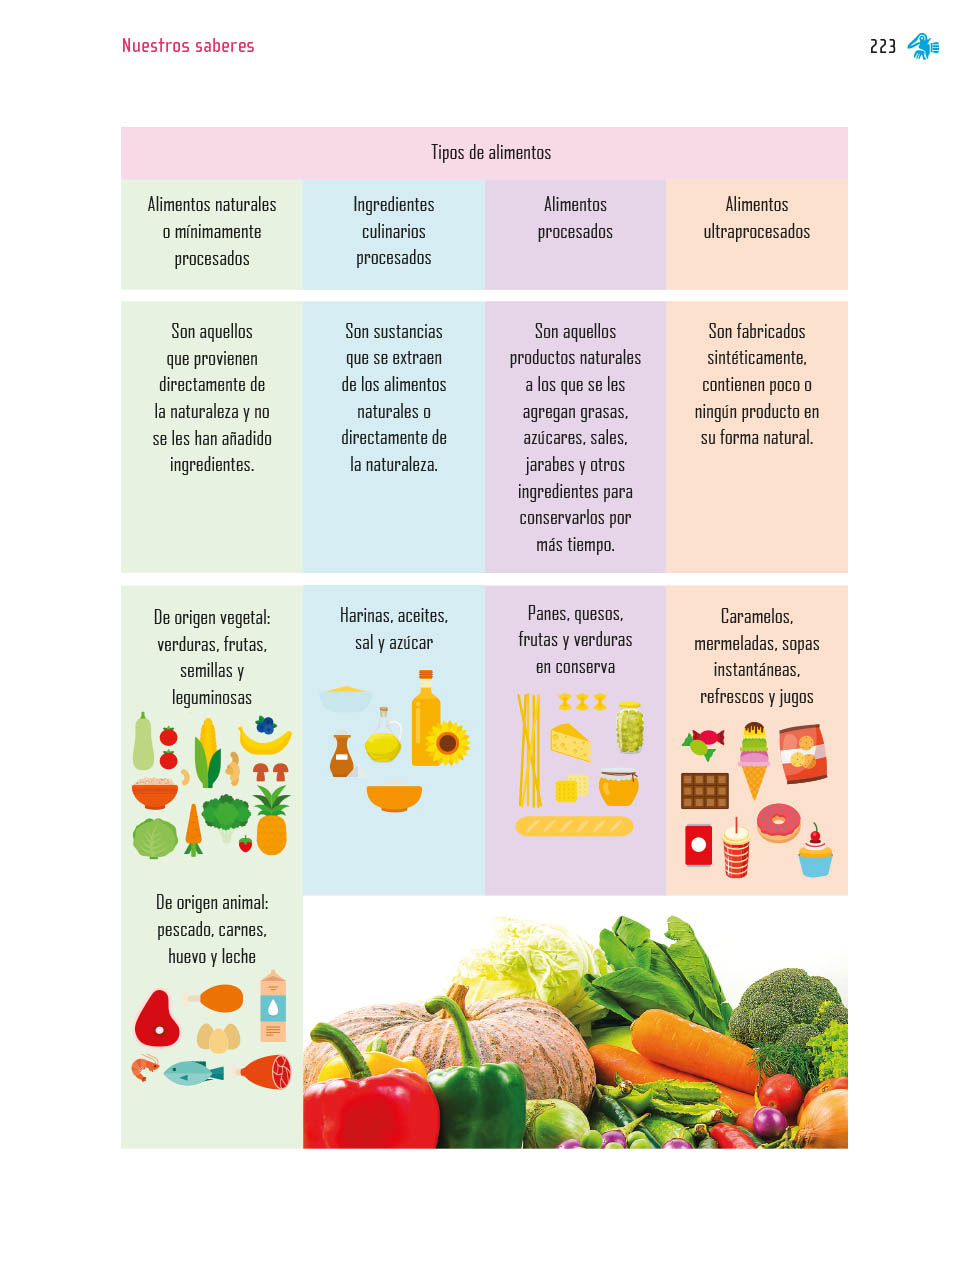 Nuestros saberes
223
Tipos de alimentos
Alimentos naturales
o mínimamente
procesados
Ingredientes
culinarios
procesados
Alimentos
procesados
Alimentos
ultraprocesados
Son aquellos
que provienen
directamente de
la naturaleza y no
se les han añadido
ingredientes.
Son sustancias
que se extraen
de los alimentos
naturales o
directamente de
la naturaleza.
Son aquellos
productos naturales
a los que se les
agregan grasas,
azúcares, sales,
jarabes y otros
ingredientes para
conservarlos por
más tiempo.
Son fabricados
sintéticamente,
contienen poco o
ningún producto en
su forma natural.
De origen vegetal:
verduras, frutas,
semillas y
leguminosas
De origen animal:
pescado, carnes,
huevo y leche
Harinas, aceites,
sal y azúcar
Panes, quesos,
frutas y verduras
en conserva
Caramelos,
mermeladas, sopas
instantáneas,
refrescos y jugos